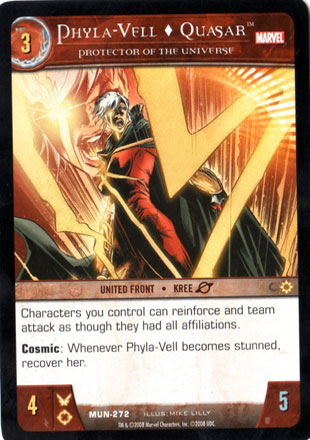 3
PHYLA-VELL ♦ QUASAR™
MARVEL
PROTECTOR OF THE UNIVERSE
UNITED FRONT • KREE
C
Characters you control can reinforce and team
attack as though they had all affiliations.
Cosmic: Whenever Phyla-Vell becomes stunned,
recover her.
4
MUN-272 ILLUS: MIKE LILLY
5
TM & ©2008 Marvel Characters, Inc. ©2008 UDC.